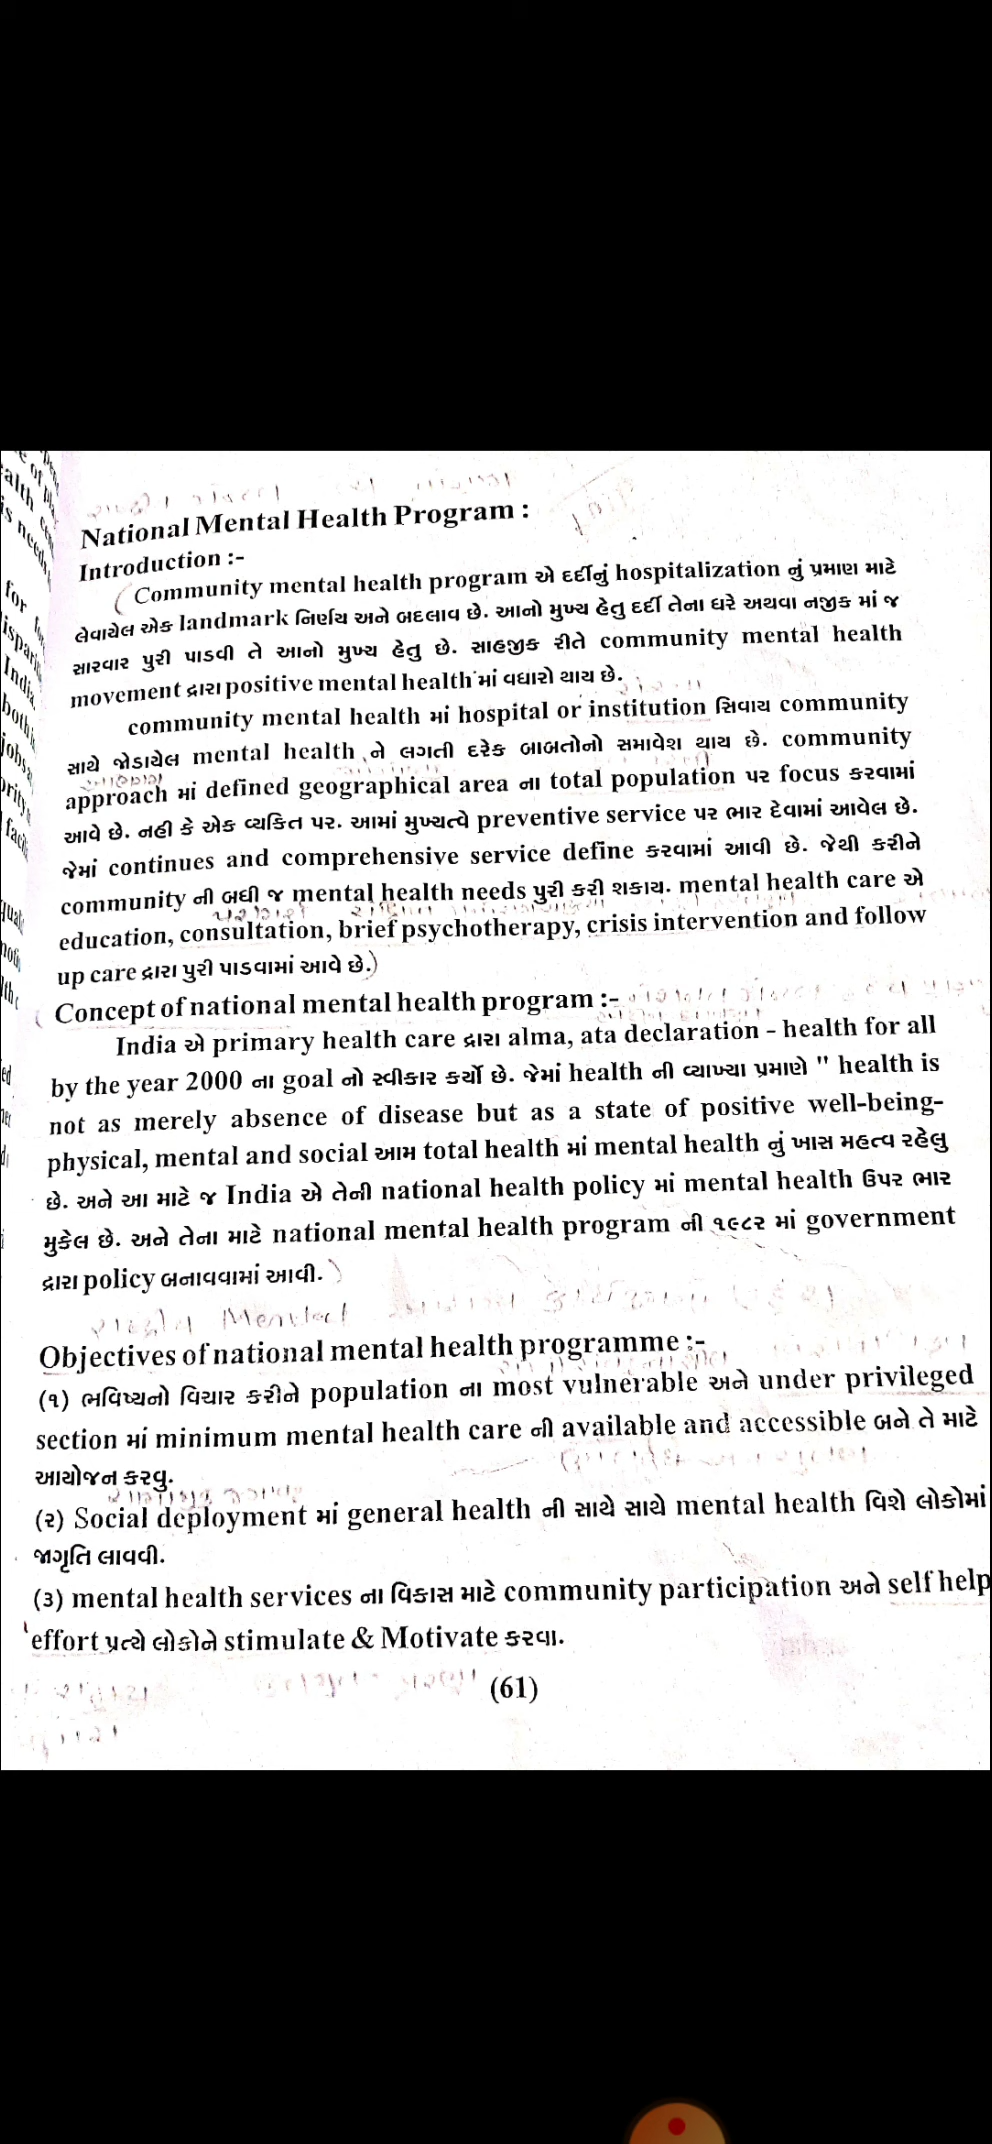 National Mental Health Program :
Introduction :-
Community mental health program એ દર્દીનું hospitalization નું પ્રમાણ માટે
લેવાયેલ એક landmark નિર્ણય અને બદલાવ છે. આનો મુખ્ય હેતુ દર્દી તેના ઘરે અથવા નજીક માં જ
સારવાર પુરી પાડવી તે આનો મુખ્ય હેતુ છે. સાહજીક રીતે community mental health
movement દ્વારા positive mental health માં વધારો થાય છે.
community mental health માં hospital or institution સિવાય community
સાથે જોડાયેલ mental health ને લગતી દરેક બાબતોનો સમાવેશ થાય છે. community
approach માં defined geographical area ના total population પર focus કરવામાં
આવે છે. નહી કે એક વ્યકિત પર. આમાં મુખ્યત્વે preventive service પર ભાર દેવામાં આવેલ છે.
જેમાં continues and comprehensive service define કરવામાં આવી છે. જેથી કરીને
community ની બધી જ mental health needs પુરી કરી શકાય. mental health care એ
education, consultation, brief psychotherapy, crisis intervention and follow
up care દ્વારા પુરી પાડવામાં આવે છે.)
Concept of national mental health program :-
India એ primary health care દ્વારા alma, ata declaration - health for all
by the year 2000 ના goal નો સ્વીકાર કર્યો છે. જેમાં health ની વ્યાખ્યા પ્રમાણે " health is
not as merely absence of disease but as a state of positive well-being-
physical, mental and social આમ total health માં mental health નું ખાસ મહત્વ રહેલુ
છે. અને આ માટે જ India એ તેની national health policy માં mental health ઉપર ભાર
મુકેલ છે. અને તેના માટે national mental health program ની ૧૯૮૨ માં government
દ્વારા policy બનાવવામાં આવી.
Mental
Objectives of national mental health programme :-
(૧) ભવિષ્યનો વિચાર કરીને population ના most vulnerable અને under privileged
section માં minimum mental health care ની available and accessible બને તે માટે
આયોજન કરવુ.
(૨) Social deployment માં general health ની સાથે સાથે mental health વિશે લોકોમાં
જાગૃતિ લાવવી.
(૩) mental health services ના વિકાસ માટે community participation અને self help
effort પ્રત્યે લોકોને stimulate & Motivate કરવા.
(61)